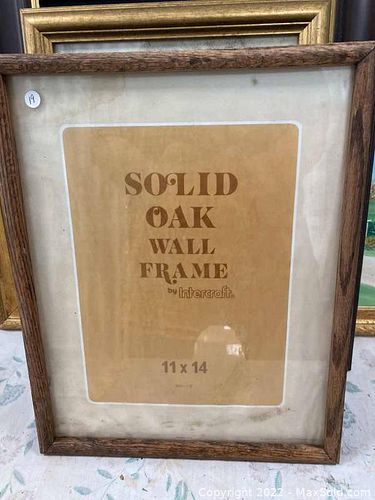 19
SOLID
OAK
WALL
FRAME
by Intercraft®
11 x 14
Copyright 2022 - MaxSold.com